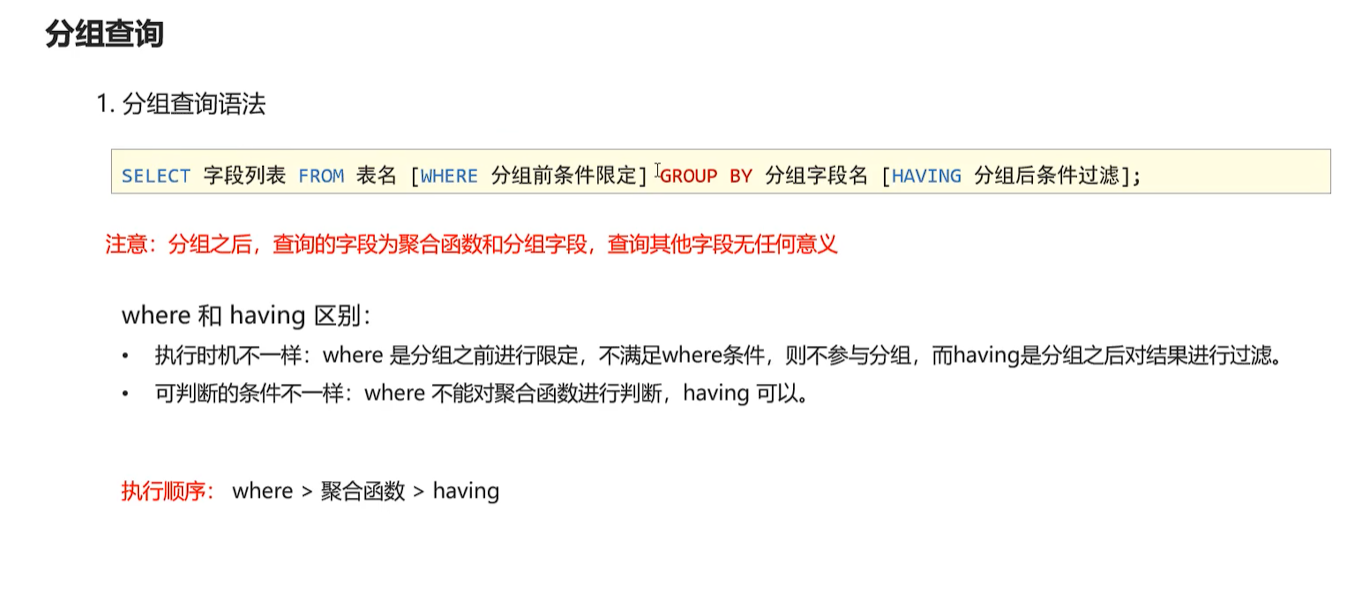 分组查询
1. 分组查询语法
SELECT 字段列表 FROM 表名 [WHERE 分组前条件限定] GROUP BY 分组字段名 [HAVING 分组后条件过滤];
注意：分组之后，查询的字段为聚合函数和分组字段，查询其他字段无任何意义
where 和 having 区别：
• 执行时机不一样：where 是分组之前进行限定，不满足where条件，则不参与分组，而having是分组之后对结果进行过滤。
• 可判断的条件不一样：where 不能对聚合函数进行判断，having 可以。
执行顺序： where > 聚合函数 > having